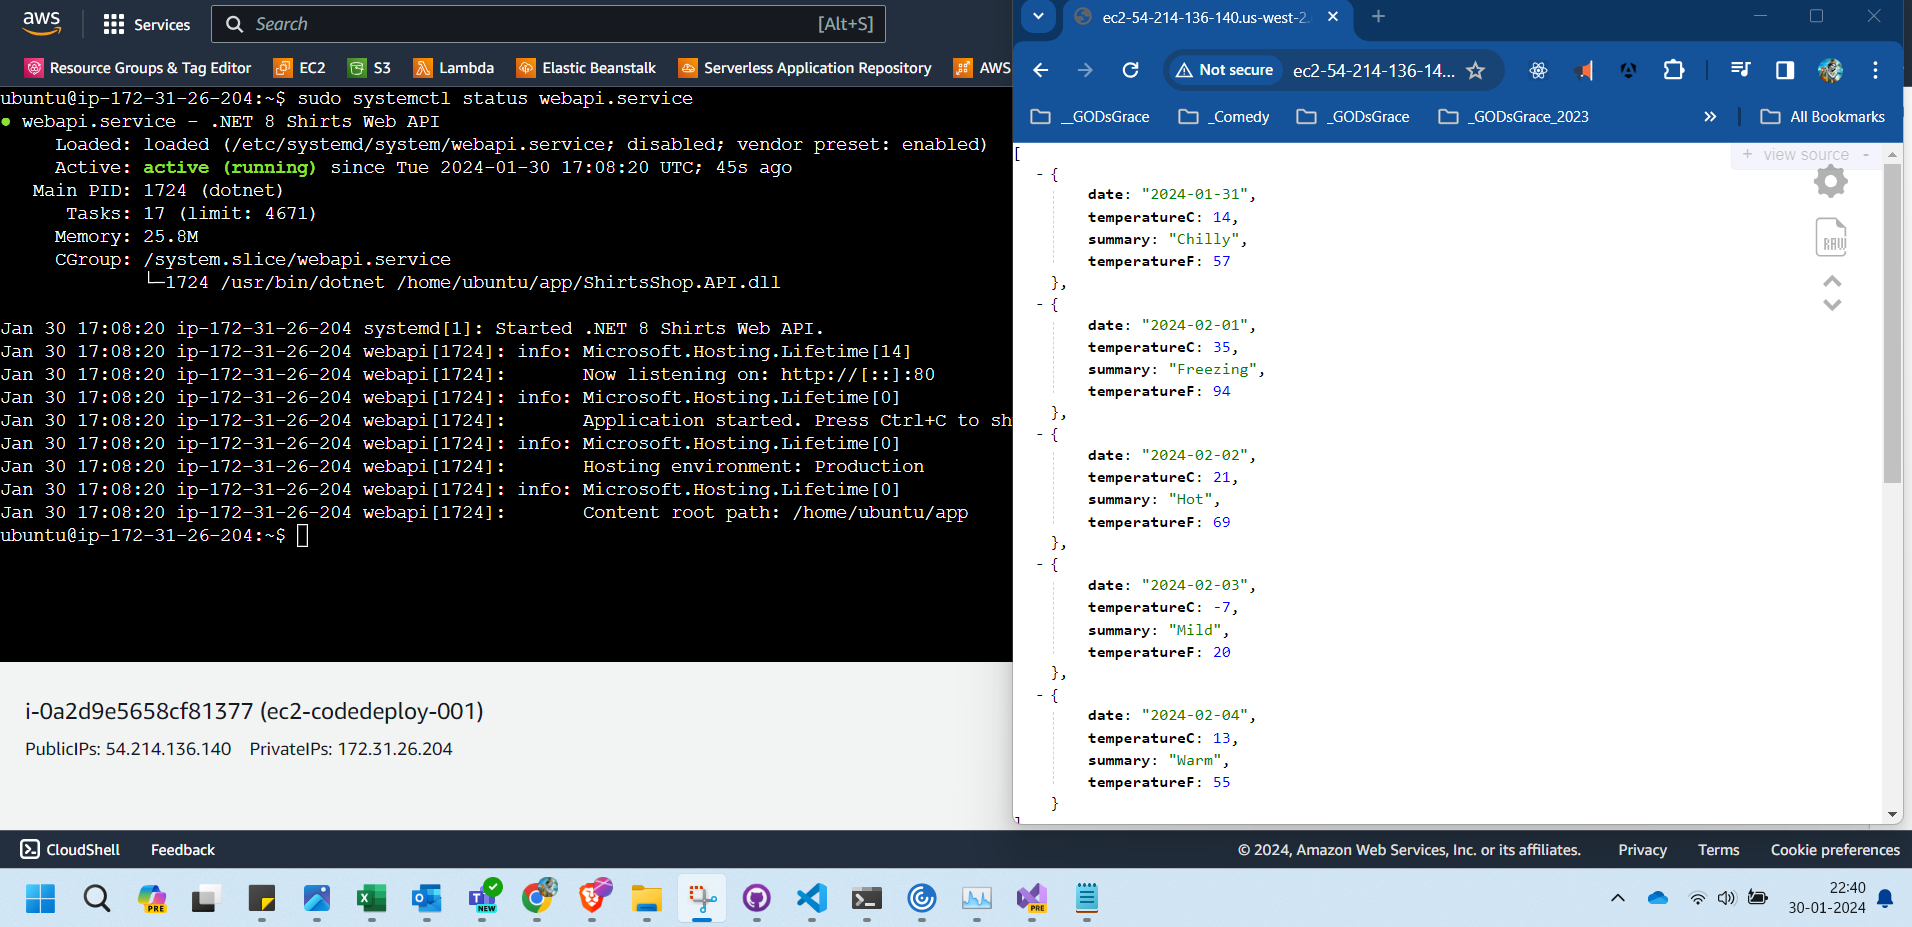 aws
Services
Search
[Alt+S]
Resource Groups & Tag Editor
EC2
S3
Lambda
Elastic Beanstalk
Serverless Application Repository
AWS
ubuntu@ip-172-31-26-204:~$ sudo systemctl status webapi.service
● webapi.service - .NET 8 Shirts Web API
Loaded: loaded (/etc/systemd/system/webapi.service; disabled; vendor preset: enabled)
Active: active (running) since Tue 2024-01-30 17:08:20 UTC; 45s ago
Main PID: 1724 (dotnet)
Tasks: 17 (limit: 4671)
Memory: 25.8M
CGroup: /system.slice/webapi.service
└─1724 /usr/bin/dotnet /home/ubuntu/app/ShirtsShop.API.dll
Jan 30 17:08:20 ip-172-31-26-204 systemd[1]: Started .NET 8 Shirts Web API.
Jan 30 17:08:20 ip-172-31-26-204 webapi[1724]: info: Microsoft.Hosting.Lifetime[14]
Jan 30 17:08:20 ip-172-31-26-204 webapi[1724]:       Now listening on: http://[::]:80
Jan 30 17:08:20 ip-172-31-26-204 webapi[1724]: info: Microsoft.Hosting.Lifetime[0]
Jan 30 17:08:20 ip-172-31-26-204 webapi[1724]:       Application started. Press Ctrl+C to sh
Jan 30 17:08:20 ip-172-31-26-204 webapi[1724]: info: Microsoft.Hosting.Lifetime[0]
Jan 30 17:08:20 ip-172-31-26-204 webapi[1724]:       Hosting environment: Production
Jan 30 17:08:20 ip-172-31-26-204 webapi[1724]: info: Microsoft.Hosting.Lifetime[0]
Jan 30 17:08:20 ip-172-31-26-204 webapi[1724]:       Content root path: /home/ubuntu/app
ubuntu@ip-172-31-26-204:~$
i-0a2d9e5658cf81377 (ec2-codedeploy-001)
PublicIPs: 54.214.136.140 PrivateIPs: 172.31.26.204
ec2-54-214-136-140.us-west-2.
Not secure
ec2-54-214-136-14...
__GODsGrace
_Comedy
_GODsGrace
_GODsGrace_2023
»
All Bookmarks
+ view source -
RAW
[
- {
date: "2024-01-31",
temperatureC: 14,
summary: "Chilly",
temperatureF: 57
},
- {
date: "2024-02-01",
temperatureC: 35,
summary: "Freezing",
temperatureF: 94
},
- {
date: "2024-02-02",
temperatureC: 21,
summary: "Hot",
temperatureF: 69
},
- {
date: "2024-02-03",
temperatureC: -7,
summary: "Mild",
temperatureF: 20
},
- {
date: "2024-02-04",
temperatureC: 13,
summary: "Warm",
temperatureF: 55
}
]
CloudShell
Feedback
© 2024, Amazon Web Services, Inc. or its affiliates.
Privacy
Terms
Cookie preferences
PRE
NEW
PRE
22:40
30-01-2024